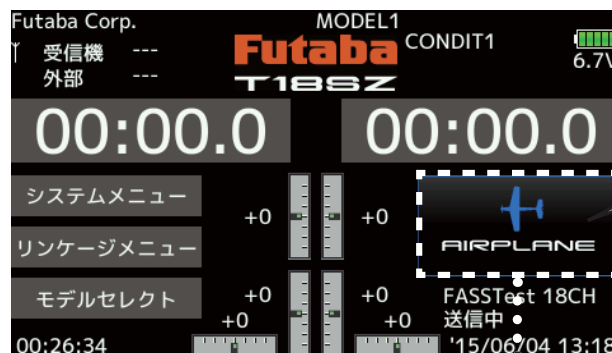 Futaba Corp.
MODEL1
受信機 ---
外部 ---
Futaba
T18SZ
CONDIT1
6.7V
00:00.0
00:00.0
システムメニュー
リンケージメニュー
モデルセレクト
+0
+0
+0
+0
+0
+0
AIRPLANE
FASSTest 18CH
送信中
00:26:34
'15/06/04 13:18